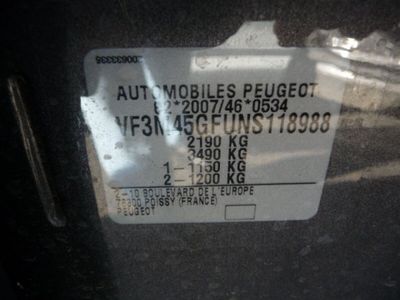 AUTOMOBILES PEUGEOT
e2*2007/46*0534
VF3M45GFUNS118988
2190 KG
3490 KG
1-1150 KG
2-1200 KG
2-10 BOULEVARD DE L'EUROPE
78300 POISSY (FRANCE)
PEUGEOT